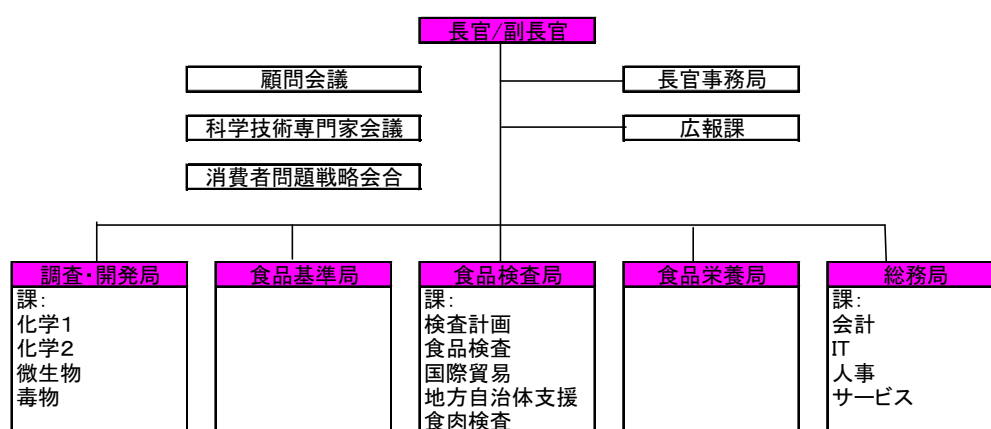 長官/副長官
顧問会議
長官事務局
科学技術専門家会議
広報課
消費者問題戦略会合
調査・開発局
課:
化学1
化学2
微生物
毒物
食品基準局
食品検査局
課:
検査計画
食品検査
国際貿易
地方自治体支援
食肉検査
食品栄養局
総務局
課:
会計
IT
人事
サービス